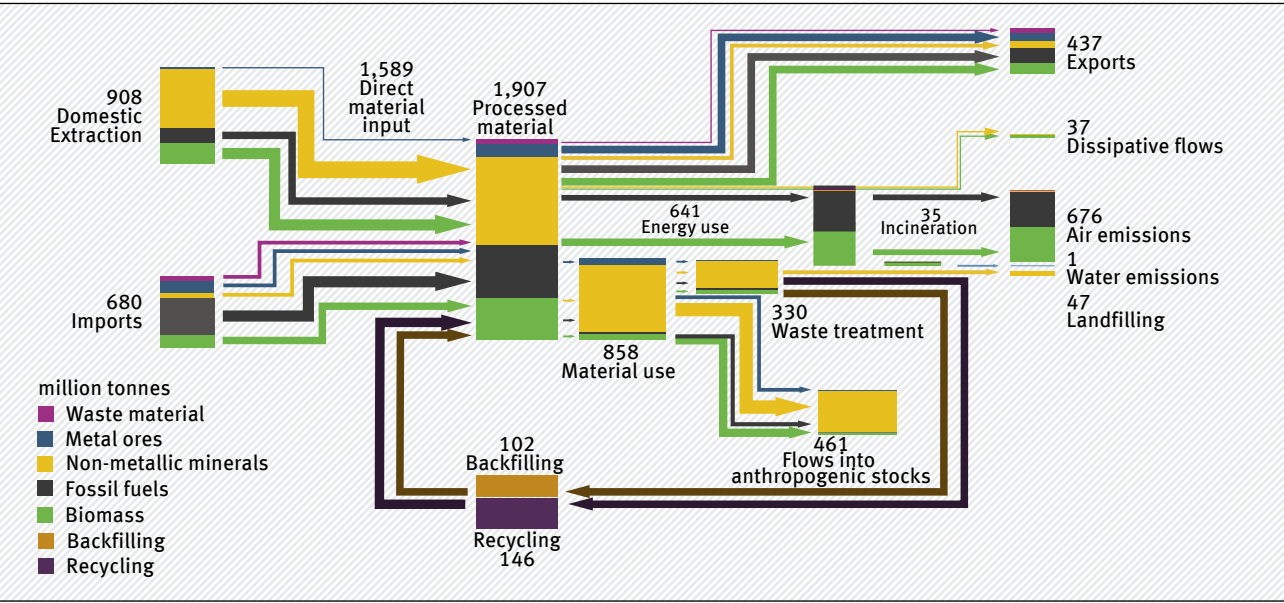 908
Domestic
Extraction
1,589
Direct
material
input
1,907
Processed
material
437
Exports
37
Dissipative flows
641
Energy use
35
Incineration
676
Air emissions
1
Water emissions
47
Landfilling
680
Imports
330
Waste treatment
858
Material use
461
Flows into
anthropogenic stocks
102
Backfilling
Recycling
146
million tonnes
Waste material
Metal ores
Non-metallic minerals
Fossil fuels
Biomass
Backfilling
Recycling